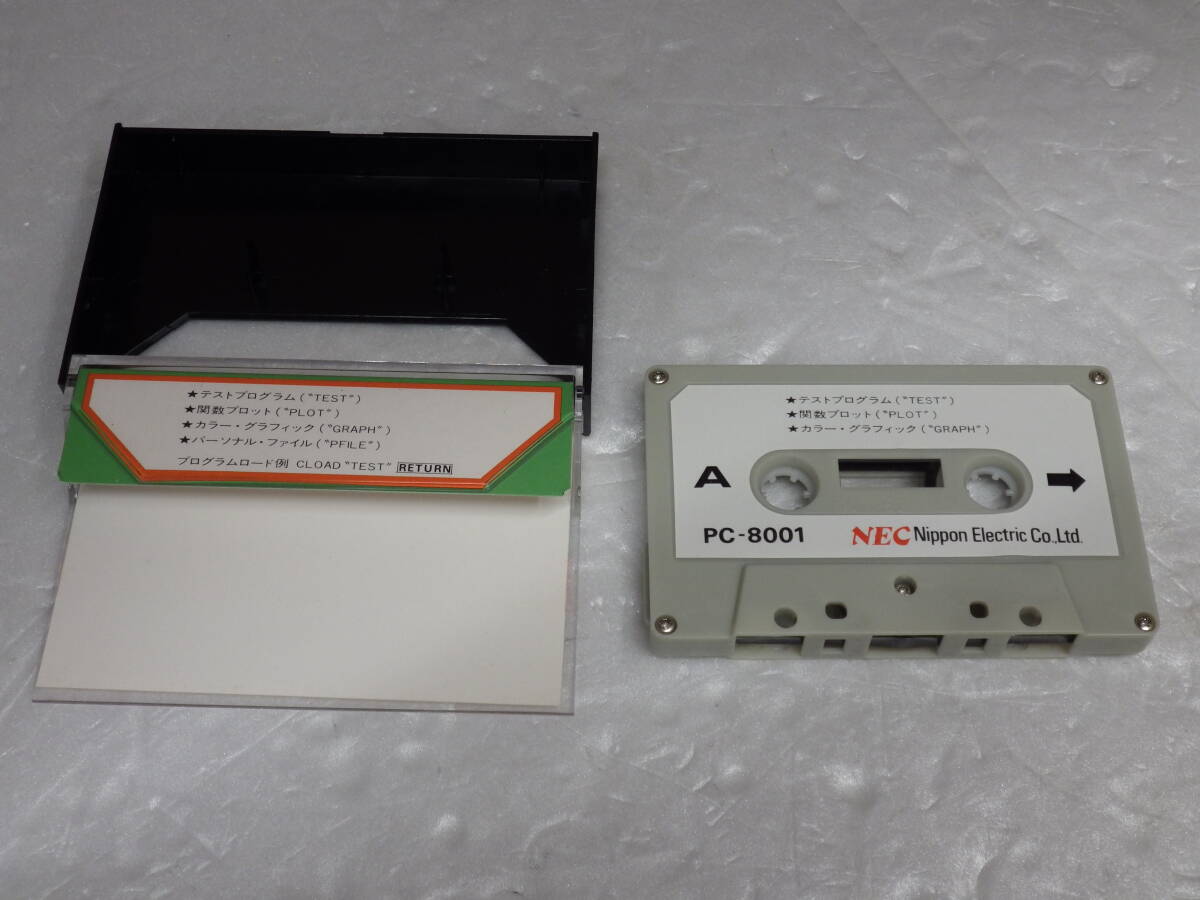 ★テストプログラム("TEST")
★関数プロット("PLOT")
★カラー・グラフィック("GRAPH")
★パーソナル・ファイル("PFILE")
プログラムロード例 CLOAD "TEST" RETURN
★テストプログラム("TEST")
★関数プロット("PLOT")
★カラー・グラフィック("GRAPH")
A
PC-8001 NEC Nippon Electric Co.,Ltd.